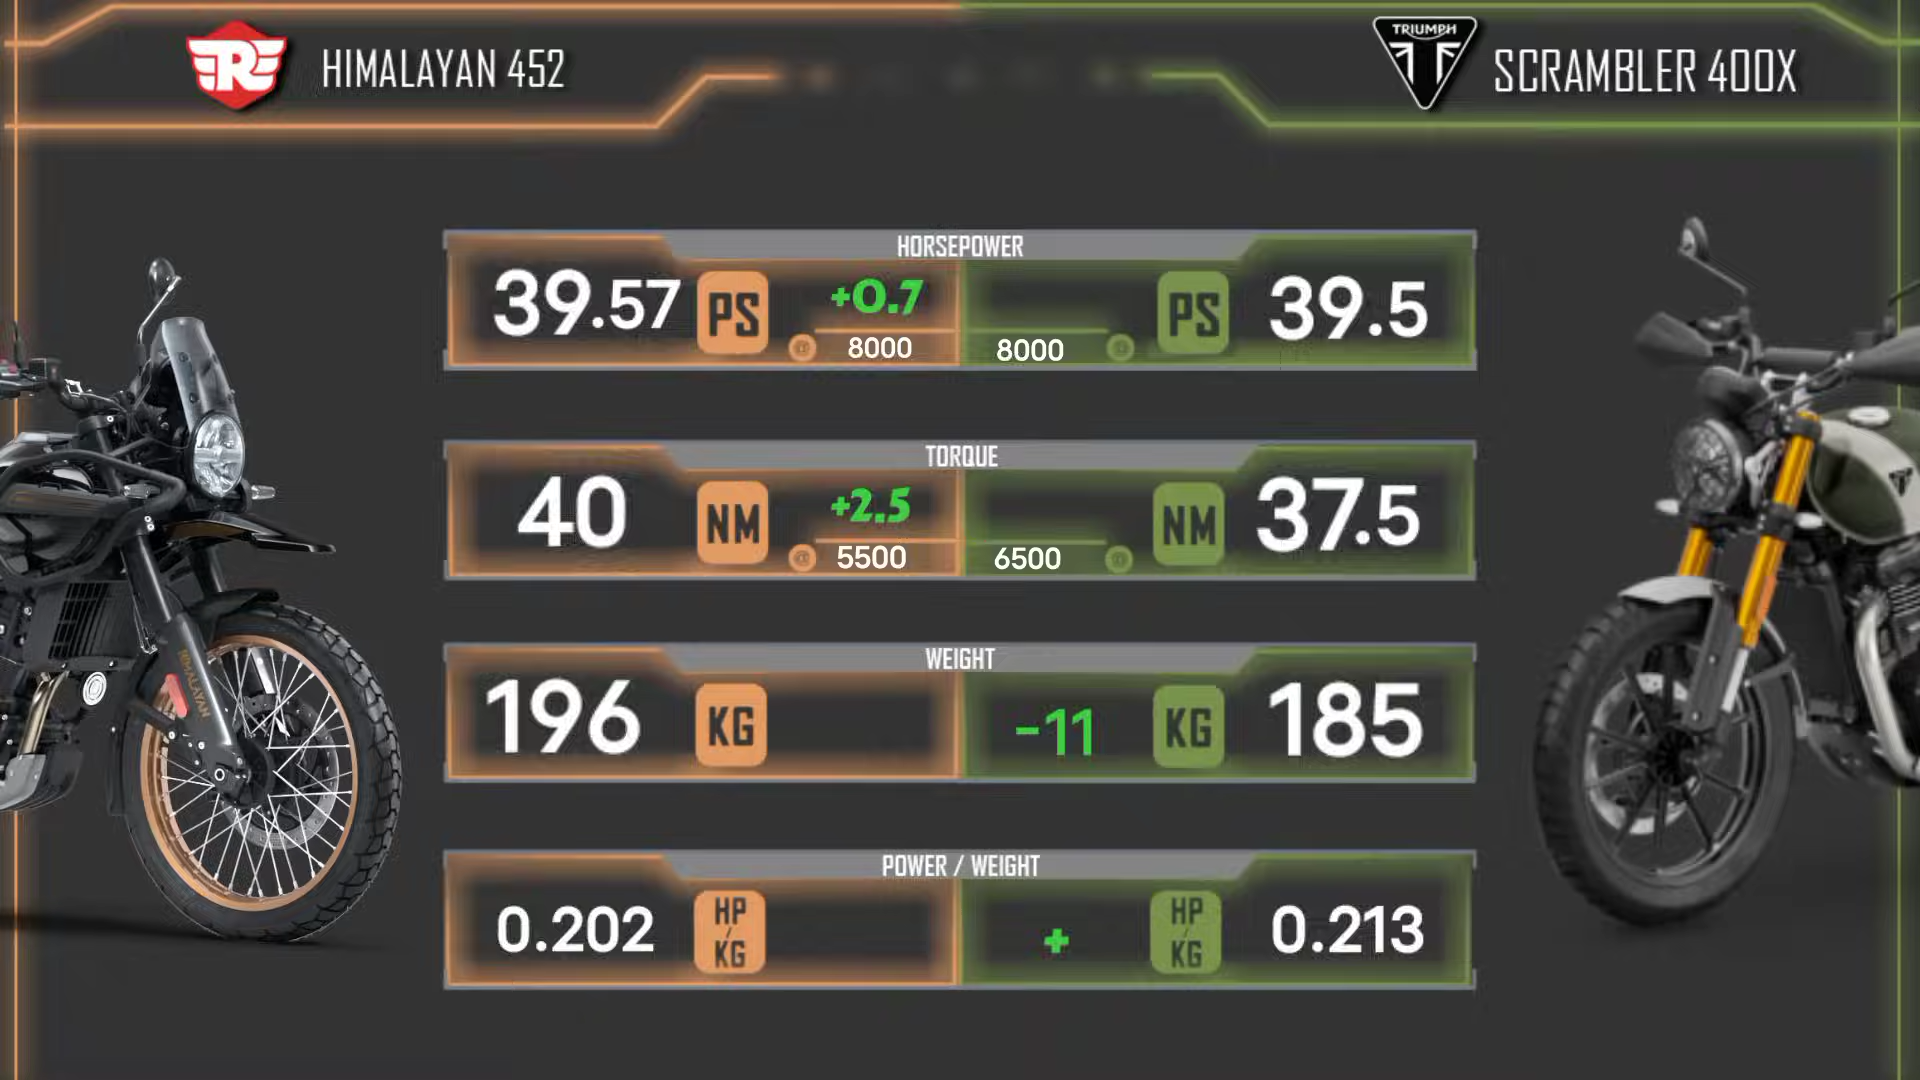 R
HIMALAYAN 452
TRIUMPH
SCRAMBLER 400X
HORSEPOWER
39.57 PS +0.7 @ 8000
8000 @ PS 39.5
TORQUE
40 NM +2.5 @ 5500
6500 @ NM 37.5
WEIGHT
196 KG
-11 KG 185
POWER / WEIGHT
0.202 HP / KG
+ HP / KG 0.213
HIMALAYAN